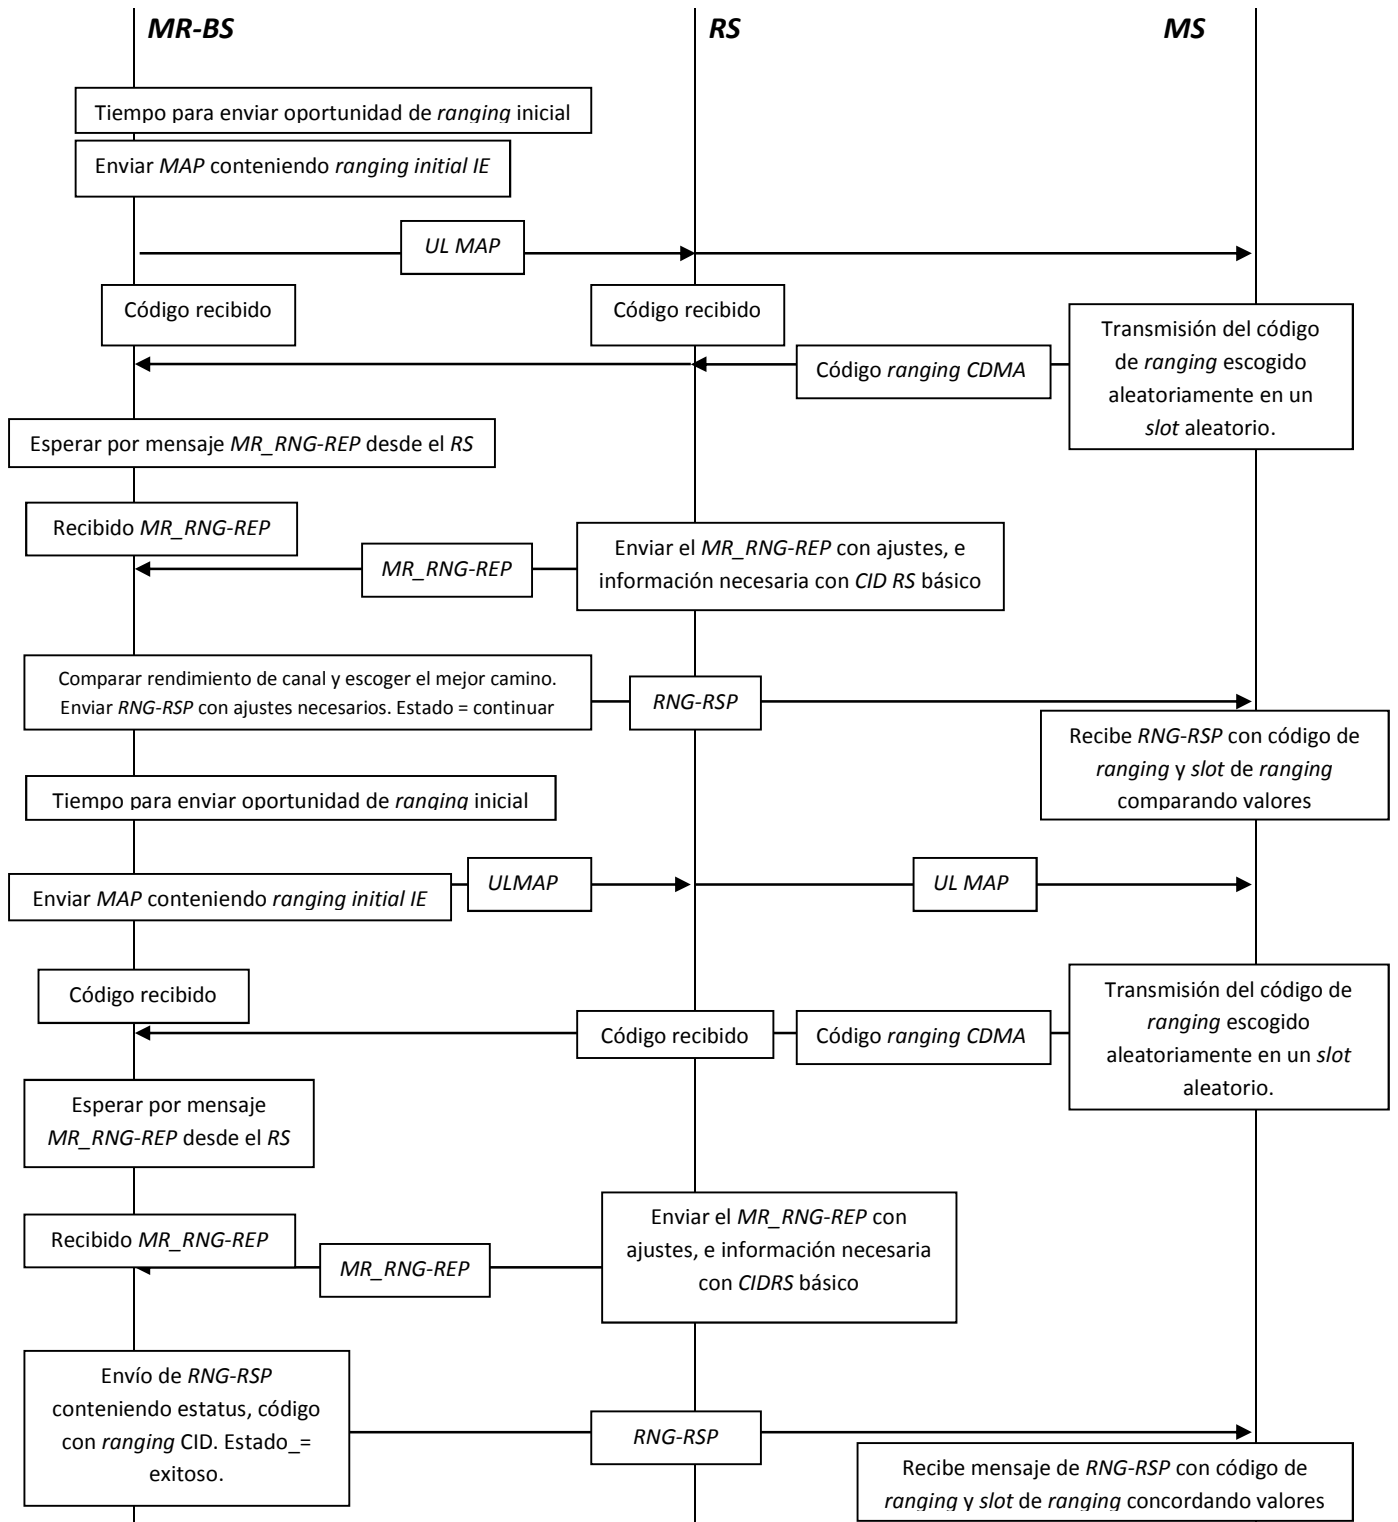 MR-BS
RS
MS
Tiempo para enviar oportunidad de ranging inicial
Enviar MAP conteniendo ranging initial IE
UL MAP
Código recibido
Código recibido
Transmisión del código
de ranging escogido
aleatoriamente en un
slot aleatorio.
Código ranging CDMA
Esperar por mensaje MR_RNG-REP desde el RS
Recibido MR_RNG-REP
MR_RNG-REP
Enviar el MR_RNG-REP con ajustes, e
información necesaria con CID RS básico
Comparar rendimiento de canal y escoger el mejor camino.
Enviar RNG-RSP con ajustes necesarios. Estado = continuar
RNG-RSP
Recibe RNG-RSP con código de
ranging y slot de ranging
comparando valores
Tiempo para enviar oportunidad de ranging inicial
Enviar MAP conteniendo ranging initial IE
ULMAP
UL MAP
Código recibido
Código recibido
Código ranging CDMA
Transmisión del código de
ranging escogido
aleatoriamente en un slot
aleatorio.
Esperar por mensaje
MR_RNG-REP desde el RS
Recibido MR_RNG-REP
MR_RNG-REP
Enviar el MR_RNG-REP con
ajustes, e información necesaria
con CIDRS básico
Envío de RNG-RSP
conteniendo estatus, código
con ranging CID. Estado_=
exitoso.
RNG-RSP
Recibe mensaje de RNG-RSP con código de
ranging y slot de ranging concordando valores